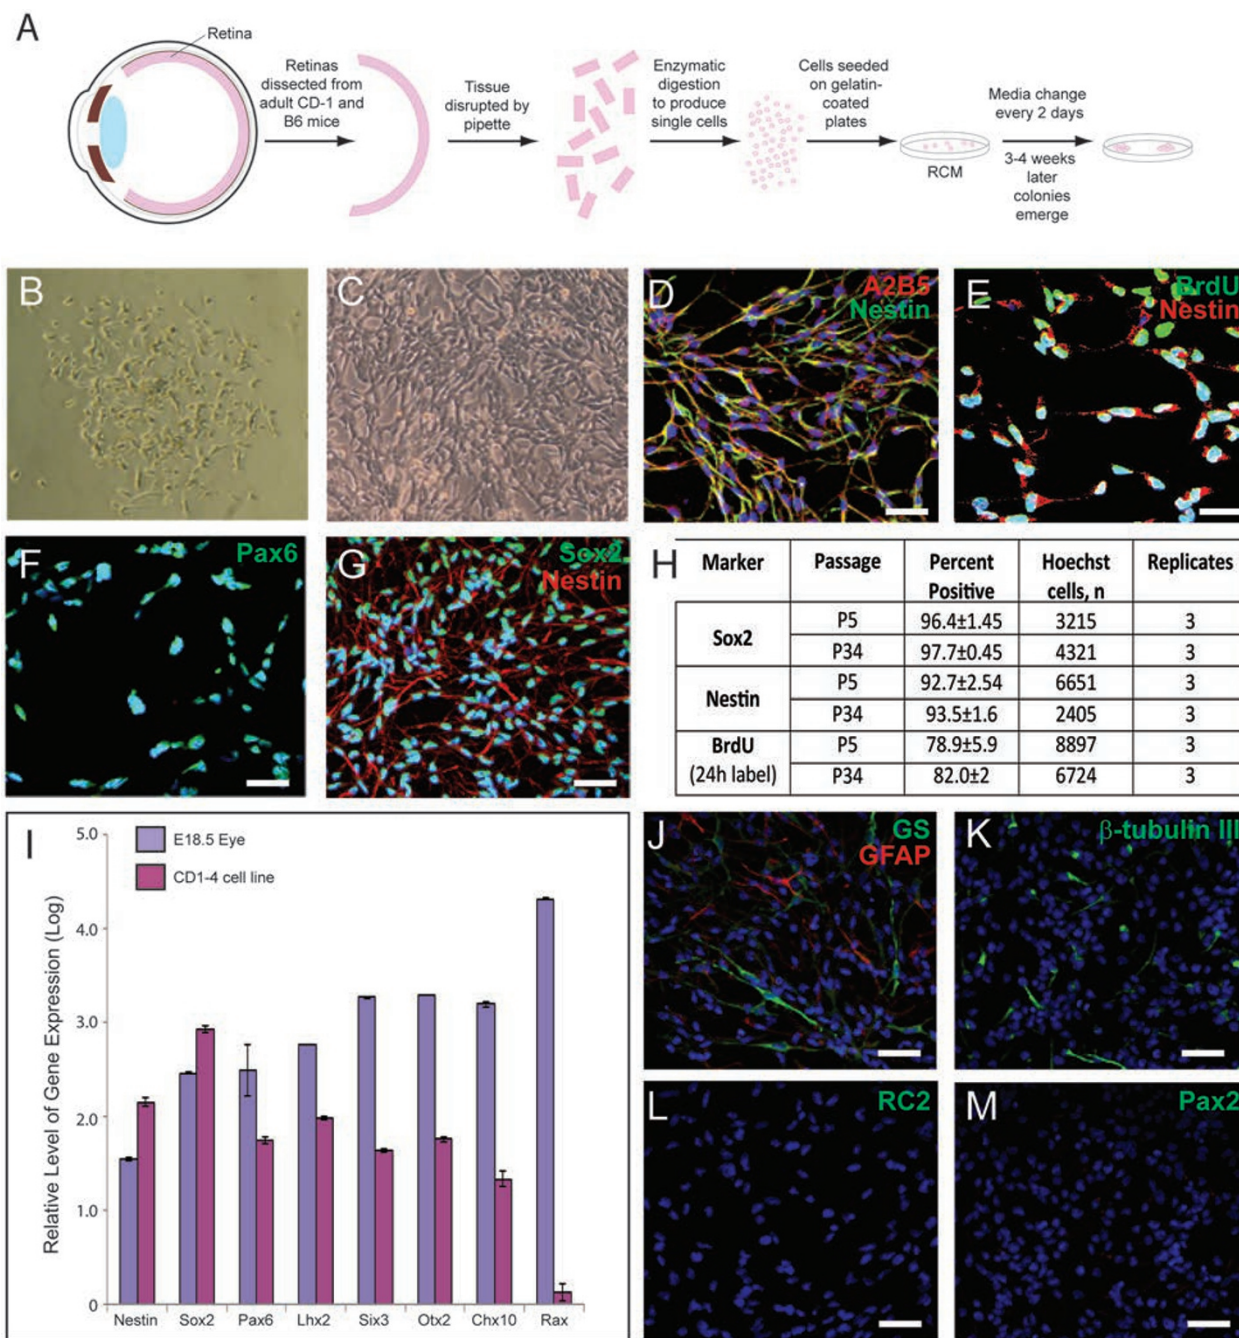 A
Retina
Retinas
dissected from
adult CD-1 and
B6 mice
Tissue
disrupted by
pipette
Enzymatic
digestion
to produce
single cells
Cells seeded
on gelatin-
coated
plates
RCM
Media change
every 2 days
3-4 weeks
later
colonies
emerge
B
C
D
A2B5
Nestin
E
BrdU
Nestin
F
Pax6
G
Sox2
Nestin
H
Marker Passage Percent Positive Hoechst cells, n Replicates
Sox2 P5 96.4±1.45 3215 3
P34 97.7±0.45 4321 3
Nestin P5 92.7±2.54 6651 3
P34 93.5±1.6 2405 3
BrdU (24h label) P5 78.9±5.9 8897 3
P34 82.0±2 6724 3
I
E18.5 Eye
CD1-4 cell line
Relative Level of Gene Expression (Log)
5.0
4.0
3.0
2.0
1.0
0
Nestin Sox2 Pax6 Lhx2 Six3 Otx2 Chx10 Rax
J
GS
GFAP
K
β-tubulin III
L
RC2
M
Pax2